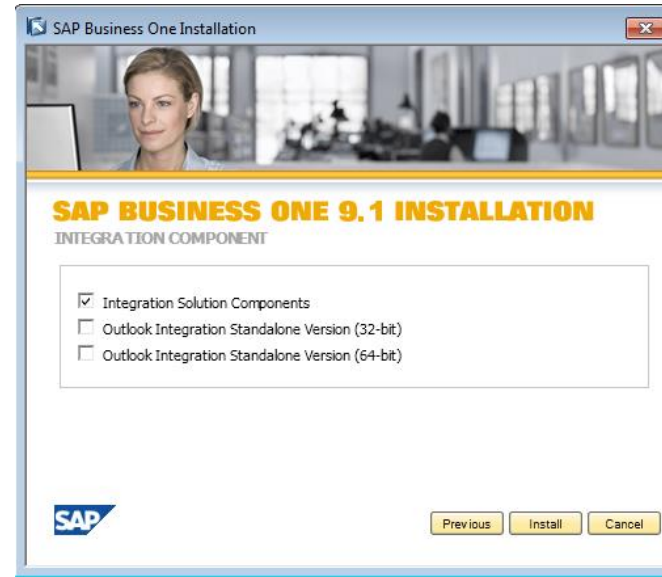 SAP Business One Installation
SAP BUSINESS ONE 9.1 INSTALLATION
INTEGRATION COMPONENT
Integration Solution Components
Outlook Integration Standalone Version (32-bit)
Outlook Integration Standalone Version (64-bit)
SAP
Previous Install Cancel